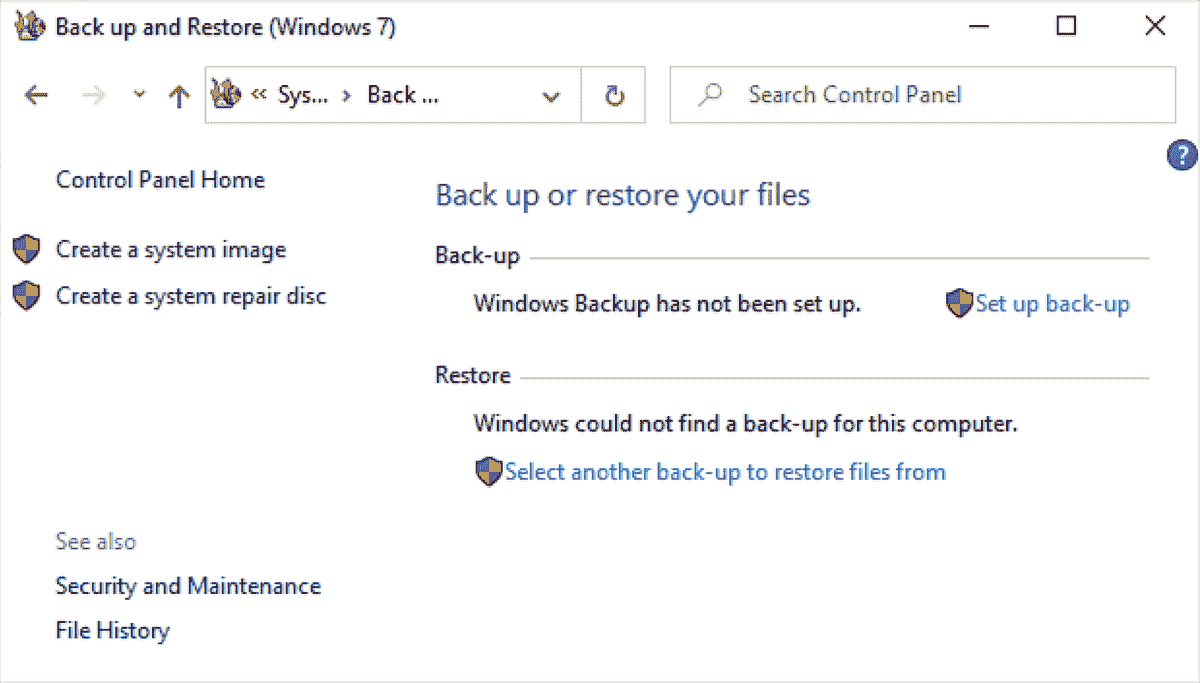 Back up and Restore (Windows 7)
« Sys... › Back ...
Search Control Panel
?
Control Panel Home
Create a system image
Create a system repair disc
Back up or restore your files
Back-up
Windows Backup has not been set up.
Set up back-up
Restore
Windows could not find a back-up for this computer.
Select another back-up to restore files from
See also
Security and Maintenance
File History